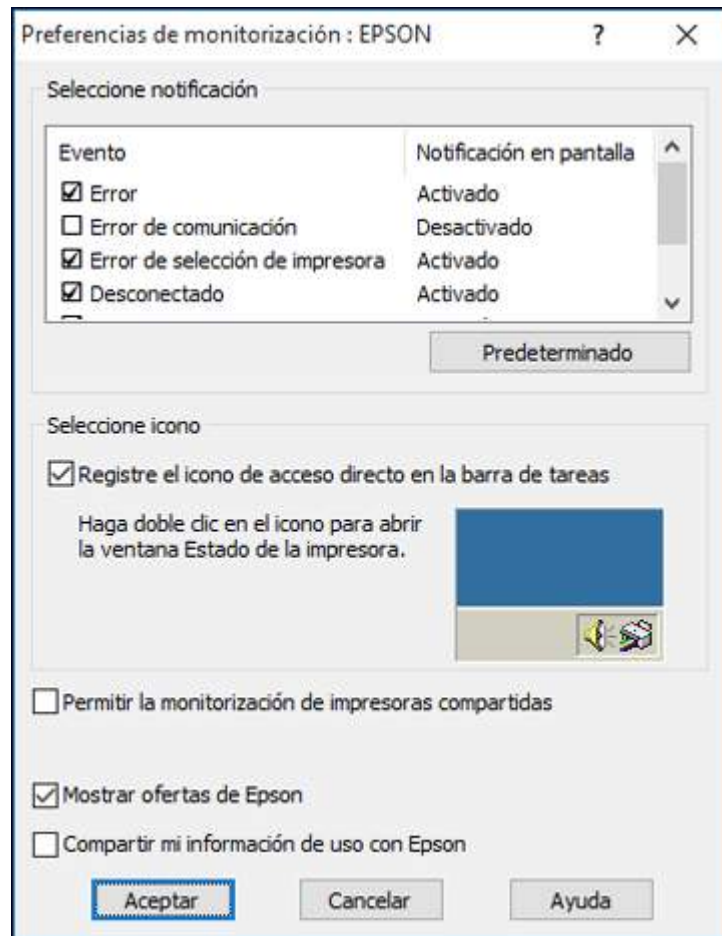 Preferencias de monitorización : EPSON
Seleccione notificación
Evento Notificación en pantalla
Error Activado
Error de comunicación Desactivado
Error de selección de impresora Activado
Desconectado Activado
Predeterminado
Seleccione icono
Registre el icono de acceso directo en la barra de tareas
Haga doble clic en el icono para abrir
la ventana Estado de la impresora.
Permitir la monitorización de impresoras compartidas
Mostrar ofertas de Epson
Compartir mi información de uso con Epson
Aceptar Cancelar Ayuda